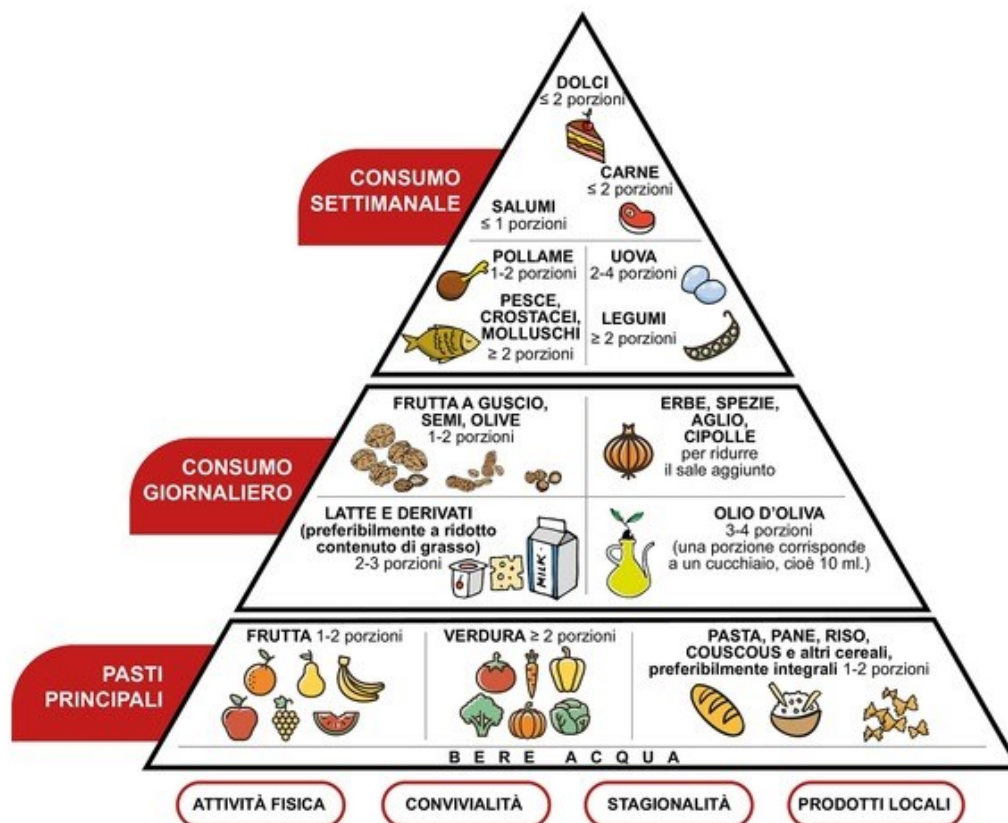 DOLCI
≤ 2 porzioni
CONSUMO
SETTIMANALE
CARNE
≤ 2 porzioni
SALUMI
≤ 1 porzioni
POLLAME
1-2 porzioni
UOVA
2-4 porzioni
PESCE,
CROSTACEI,
MOLLUSCHI
≥ 2 porzioni
LEGUMI
≥ 2 porzioni
CONSUMO
GIORNALIERO
FRUTTA A GUSCIO,
SEMI, OLIVE
1-2 porzioni
ERBE, SPEZIE,
AGLIO,
CIPOLLE
per ridurre
il sale aggiunto
LATTE E DERIVATI
(preferibilmente a ridotto
contenuto di grasso)
2-3 porzioni
MILK
OLIO D'OLIVA
3-4 porzioni
(una porzione corrisponde
a un cucchiaio, cioè 10 ml.)
PASTI
PRINCIPALI
FRUTTA 1-2 porzioni
VERDURA ≥ 2 porzioni
PASTA, PANE, RISO,
COUSCOUS e altri cereali,
preferibilmente integrali 1-2 porzioni
BERE ACQUA
ATTIVITÀ FISICA
CONVIVIALITÀ
STAGIONALITÀ
PRODOTTI LOCALI